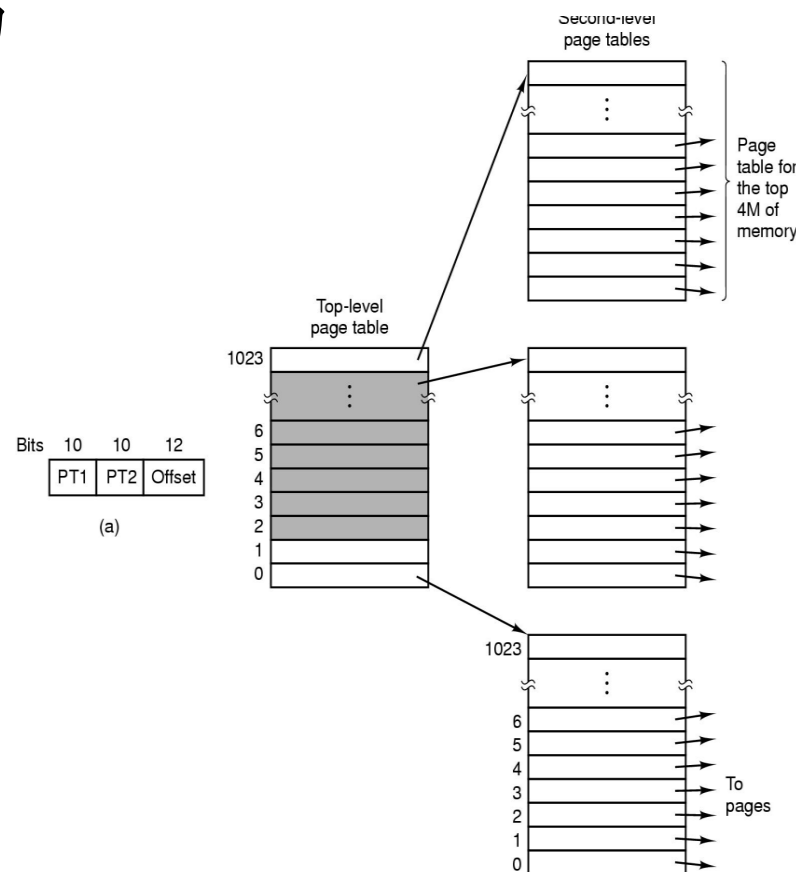 Second-level
page tables
Page
table for
the top
4M of
memory
Top-level
page table
1023
6
5
4
3
2
1
0
Bits 10 10 12
PT1 PT2 Offset
(a)
1023
6
5
4
3
2
1
0
To
pages